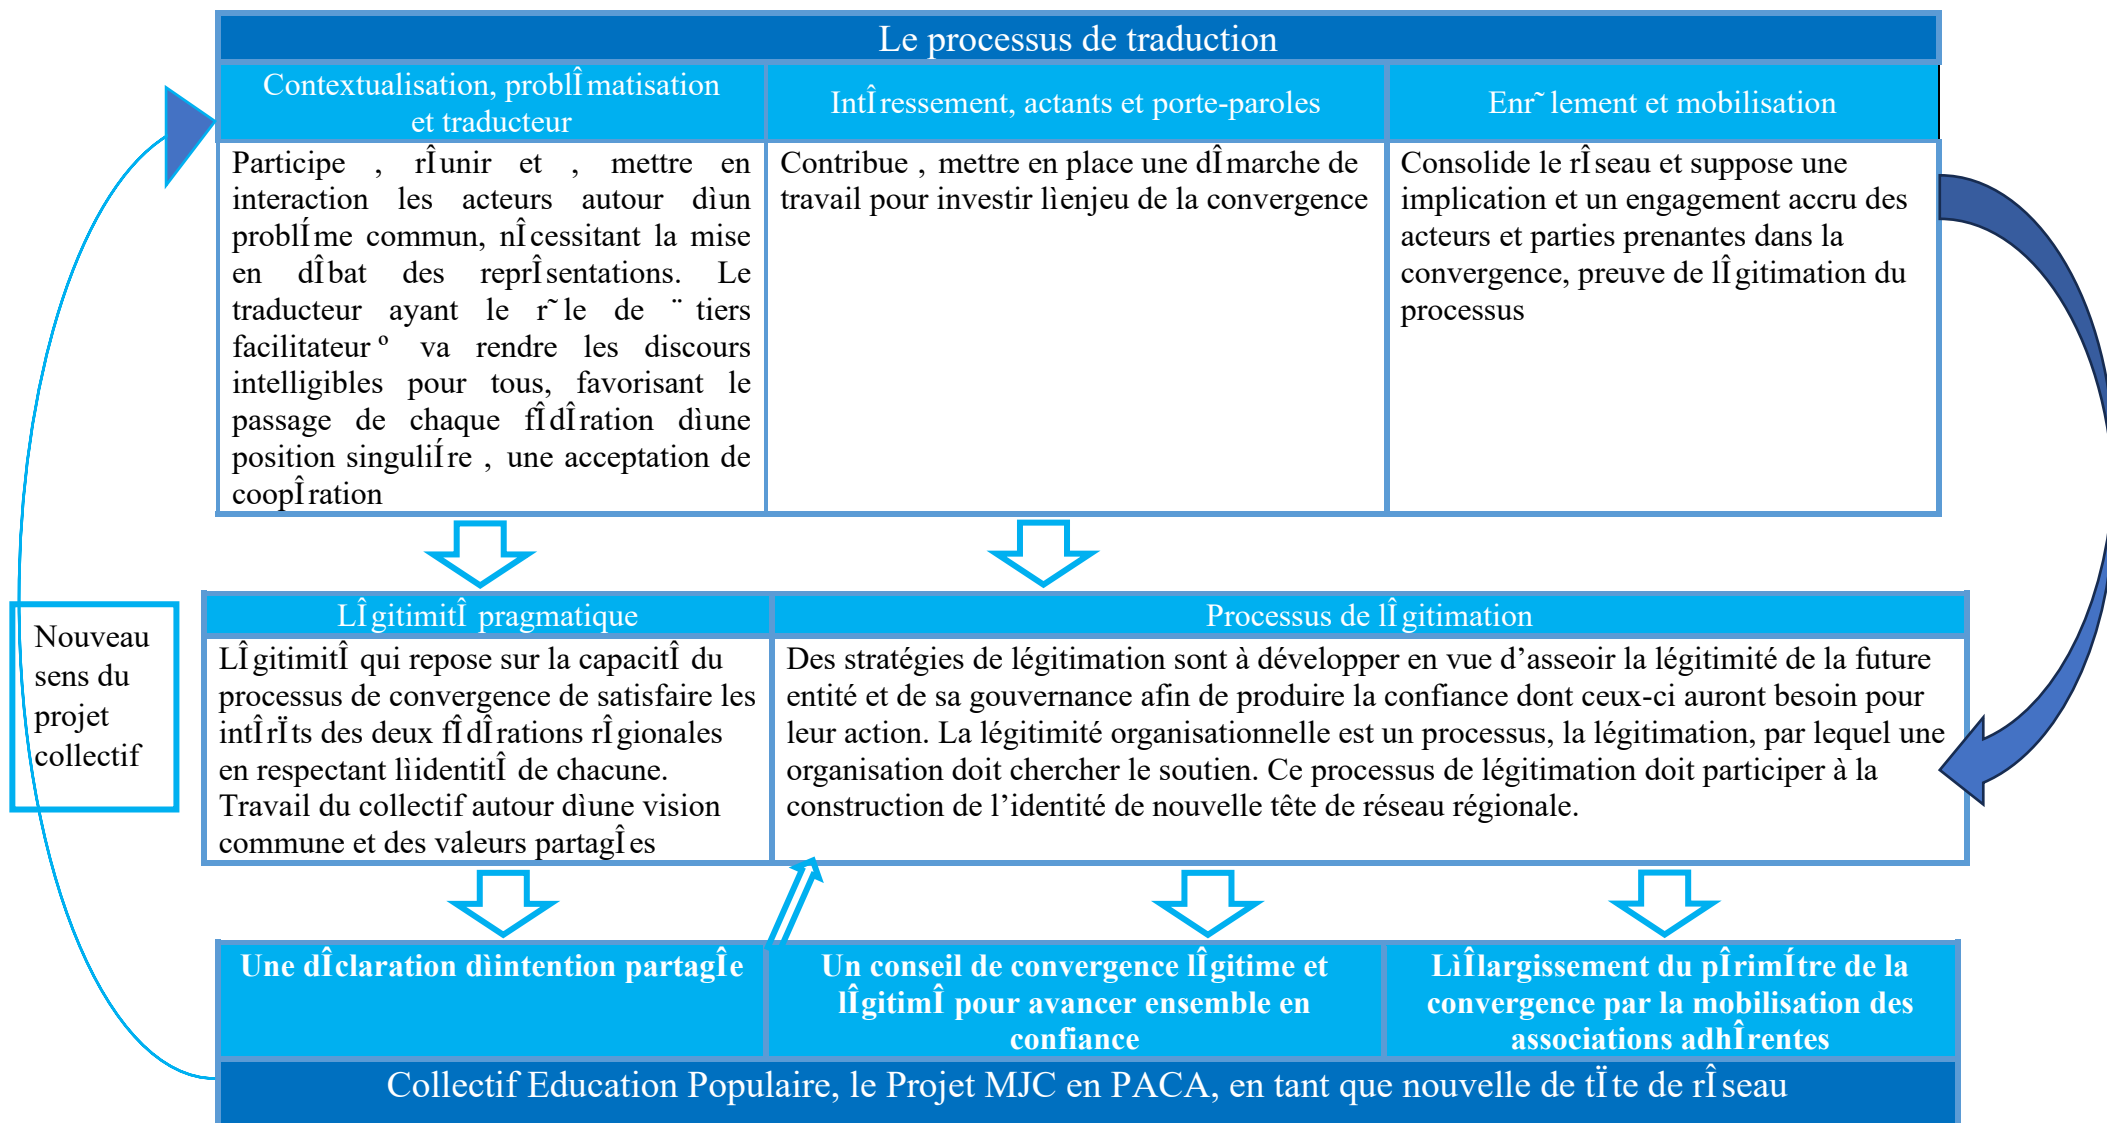 Le processus de traduction
Contextualisation, problÎmatisation
et traducteur
IntÎressement, actants et porte-paroles
Enr˜lement et mobilisation
Participe ‚ rÎunir et ‚ mettre en
interaction les acteurs autour dìun
problÍme commun, nÎcessitant la mise
en dÎbat des reprÎsentations. Le
traducteur ayant le r˜le de ¨ tiers
facilitateur º va rendre les discours
intelligibles pour tous, favorisant le
passage de chaque fÎdÎration dìune
position singuliÍre ‚ une acceptation de
coopÎration
Contribue ‚ mettre en place une dÎmarche de
travail pour investir lìenjeu de la convergence
Consolide le rÎseau et suppose une
implication et un engagement accru des
acteurs et parties prenantes dans la
convergence, preuve de lÎgitimation du
processus
Nouveau
sens du
projet
collectif
LÎgitimitÎ pragmatique
Processus de lÎgitimation
LÎgitimitÎ qui repose sur la capacitÎ du
processus de convergence de satisfaire les
intÎrÏts des deux fÎdÎrations rÎgionales
en respectant lìidentitÎ de chacune.
Travail du collectif autour dìune vision
commune et des valeurs partagÎes
Des stratégies de légitimation sont à développer en vue d’asseoir la légitimité de la future
entité et de sa gouvernance afin de produire la confiance dont ceux-ci auront besoin pour
leur action. La légitimité organisationnelle est un processus, la légitimation, par lequel une
organisation doit chercher le soutien. Ce processus de légitimation doit participer à la
construction de l’identité de nouvelle tête de réseau régionale.
Une dÎclaration dìintention partagÎe
Un conseil de convergence lÎgitime et
lÎgitimÎ pour avancer ensemble en
confiance
LìÎlargissement du pÎrimÍtre de la
convergence par la mobilisation des
associations adhÎrentes
Collectif Education Populaire, le Projet MJC en PACA, en tant que nouvelle de tÏte de rÎseau